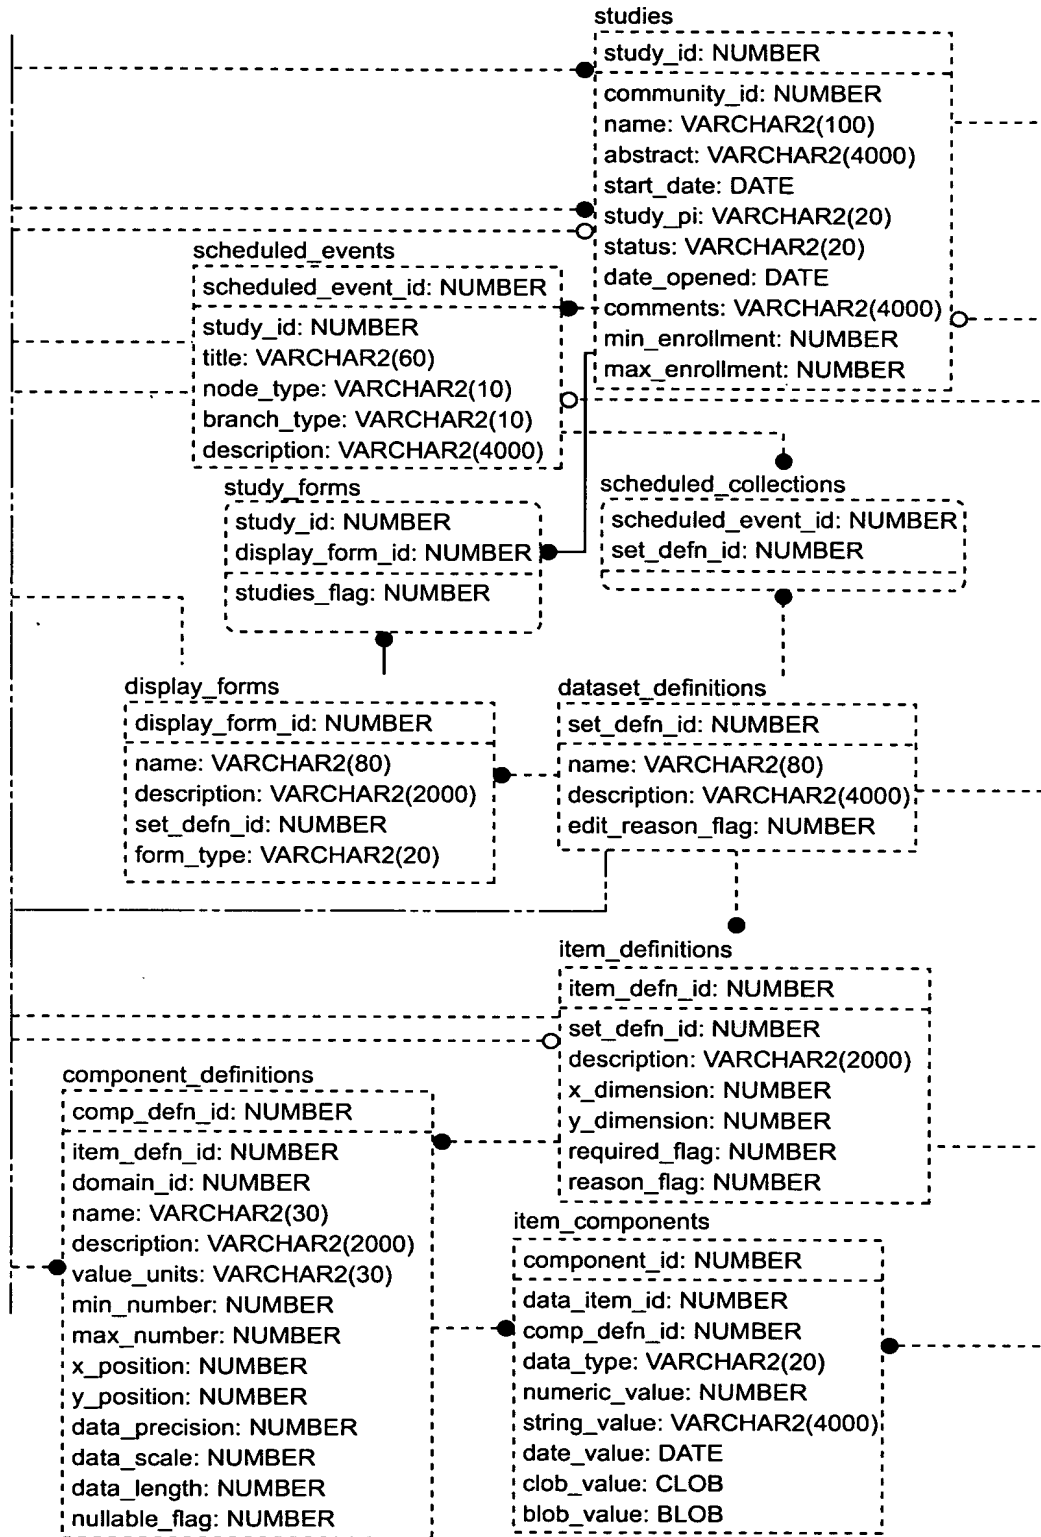 studies
study_id: NUMBER
community_id: NUMBER
name: VARCHAR2(100)
abstract: VARCHAR2(4000)
start_date: DATE
study_pi: VARCHAR2(20)
status: VARCHAR2(20)
date_opened: DATE
comments: VARCHAR2(4000)
min_enrollment: NUMBER
max_enrollment: NUMBER
scheduled_events
scheduled_event_id: NUMBER
study_id: NUMBER
title: VARCHAR2(60)
node_type: VARCHAR2(10)
branch_type: VARCHAR2(10)
description: VARCHAR2(4000)
study_forms
study_id: NUMBER
display_form_id: NUMBER
studies_flag: NUMBER
scheduled_collections
scheduled_event_id: NUMBER
set_defn_id: NUMBER
display_forms
display_form_id: NUMBER
name: VARCHAR2(80)
description: VARCHAR2(2000)
set_defn_id: NUMBER
form_type: VARCHAR2(20)
dataset_definitions
set_defn_id: NUMBER
name: VARCHAR2(80)
description: VARCHAR2(4000)
edit_reason_flag: NUMBER
item_definitions
item_defn_id: NUMBER
set_defn_id: NUMBER
description: VARCHAR2(2000)
x_dimension: NUMBER
y_dimension: NUMBER
required_flag: NUMBER
reason_flag: NUMBER
component_definitions
comp_defn_id: NUMBER
item_defn_id: NUMBER
domain_id: NUMBER
name: VARCHAR2(30)
description: VARCHAR2(2000)
value_units: VARCHAR2(30)
min_number: NUMBER
max_number: NUMBER
x_position: NUMBER
y_position: NUMBER
data_precision: NUMBER
data_scale: NUMBER
data_length: NUMBER
nullable_flag: NUMBER
item_components
component_id: NUMBER
data_item_id: NUMBER
comp_defn_id: NUMBER
data_type: VARCHAR2(20)
numeric_value: NUMBER
string_value: VARCHAR2(4000)
date_value: DATE
clob_value: CLOB
blob_value: BLOB